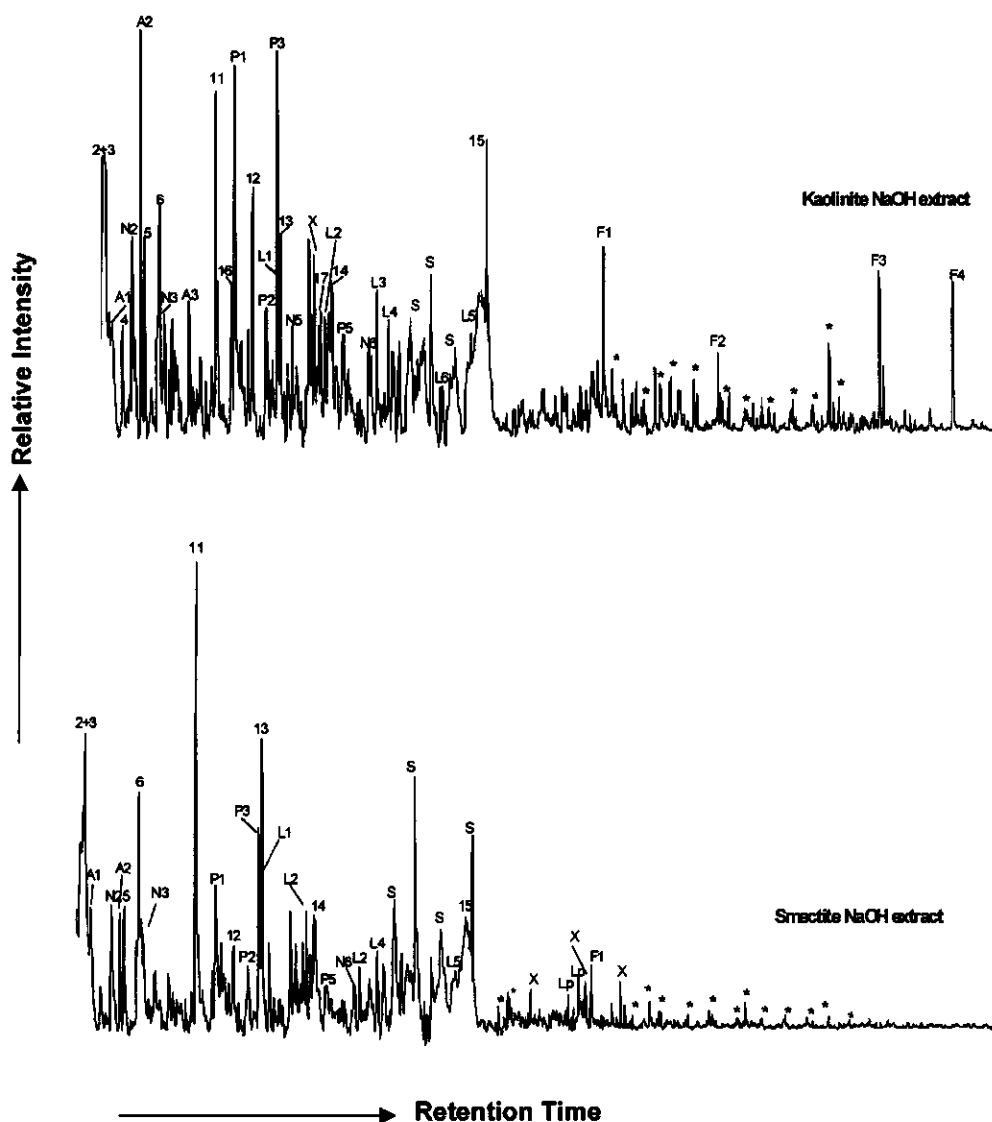 A2
P3
P1
11
2+3
15
12
6
Kaolinite NaOH extract
N2
5
13
X
L2
F1
S
S
F3
F4
A1
4
N3
A3
16
L1
P2
17
14
N5
L3
L4
P5
N6
S
L5
L6
F2
* * * * * * * * * * * *
Relative Intensity
11
2+3
13
S
6
P3
L1
S
A1
A2
N2
5
N3
P1
L2
14
S
S
15
Smectite NaOH extract
12
P2
N6
L2
L4
L5
P5
X
Lp
Lp
F1
X
* * * * * * * * * * * * * *
Retention Time